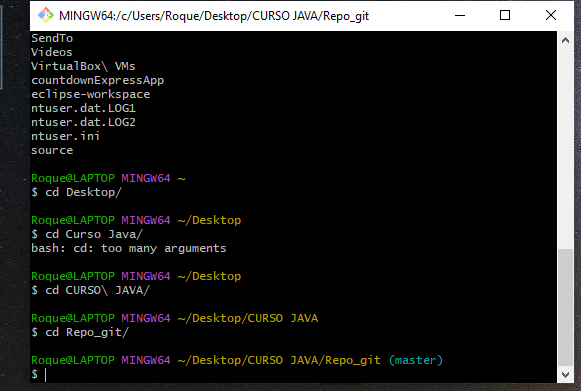 MINGW64:/c/Users/Roque/Desktop/CURSO JAVA/Repo_git
SendTo
Videos
VirtualBox\ VMs
countdownExpressApp
eclipse-workspace
ntuser.dat.LOG1
ntuser.dat.LOG2
ntuser.ini
source
Roque@LAPTOP MINGW64 ~
$ cd Desktop/
Roque@LAPTOP MINGW64 ~/Desktop
$ cd Curso Java/
bash: cd: too many arguments
Roque@LAPTOP MINGW64 ~/Desktop
$ cd CURSO\ JAVA/
Roque@LAPTOP MINGW64 ~/Desktop/CURSO JAVA
$ cd Repo_git/
Roque@LAPTOP MINGW64 ~/Desktop/CURSO JAVA/Repo_git (master)
$